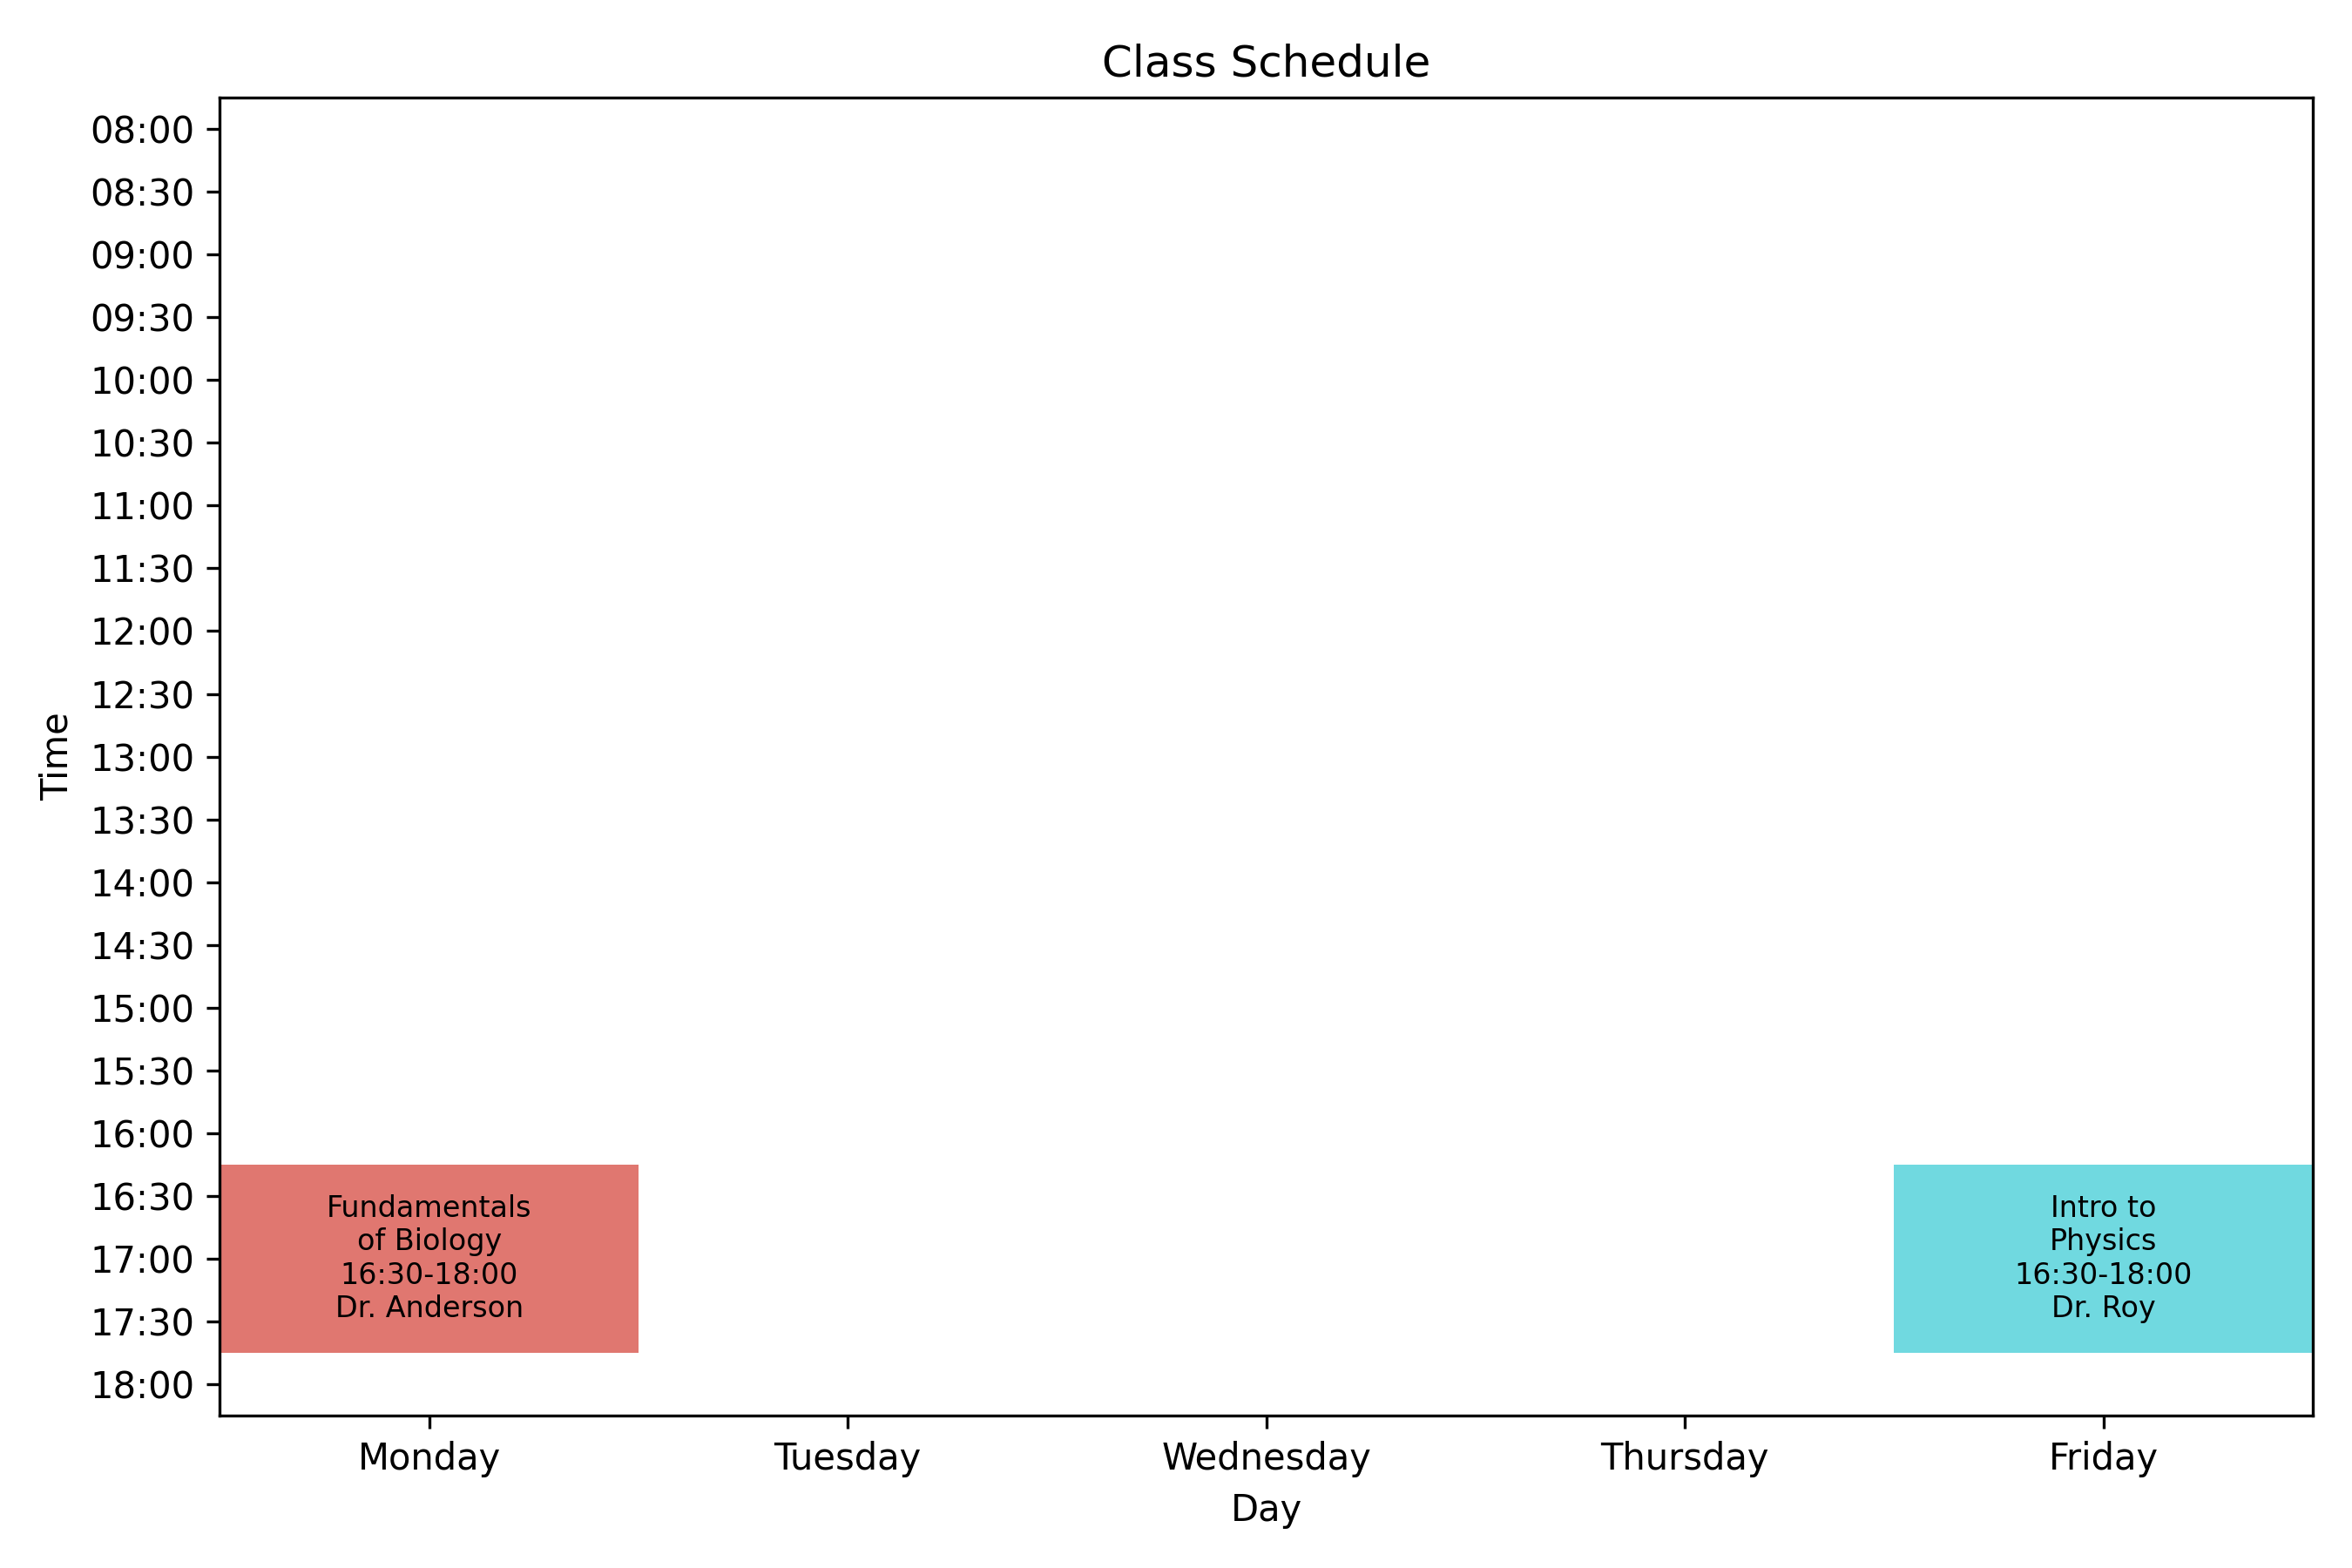 Class Schedule
Time
08:00
08:30
09:00
09:30
10:00
10:30
11:00
11:30
12:00
12:30
13:00
13:30
14:00
14:30
15:00
15:30
16:00
16:30
17:00
17:30
18:00
Fundamentals
of Biology
16:30-18:00
Dr. Anderson
Intro to
Physics
16:30-18:00
Dr. Roy
Monday Tuesday Wednesday Thursday Friday
Day